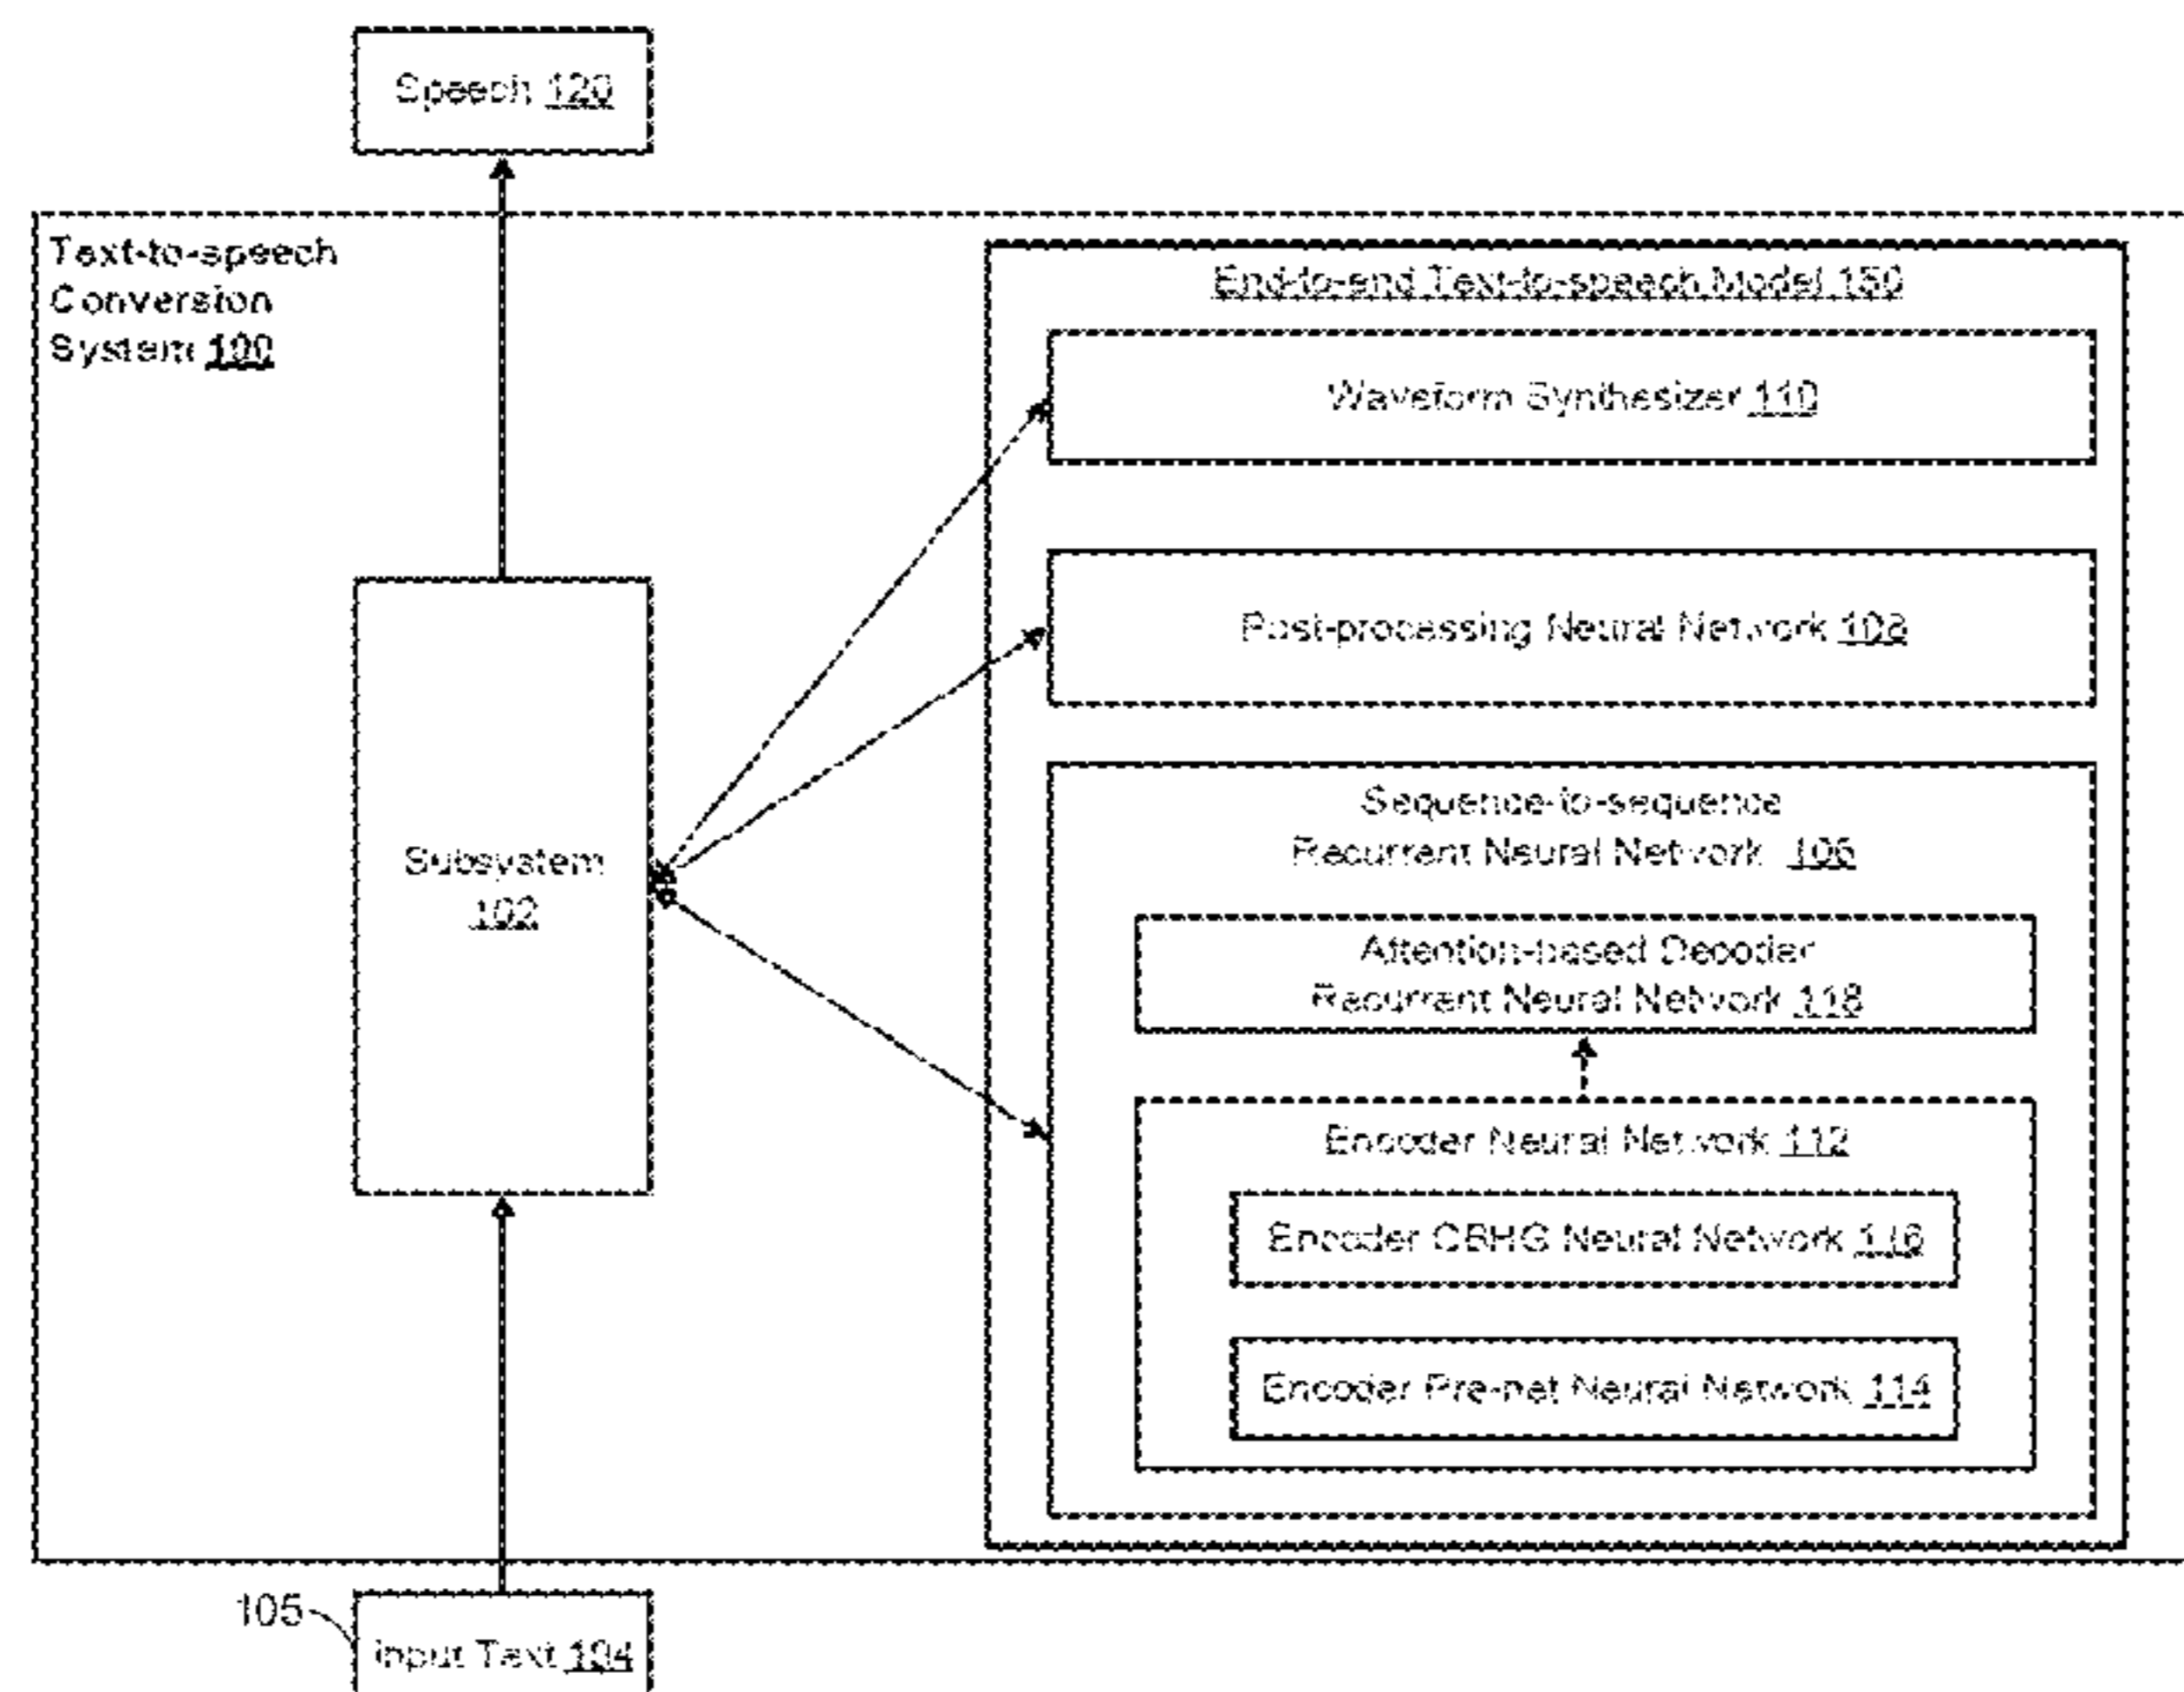 Speech 120
Text-to-speech
Conversion
System 100
End-to-end Text-to-speech Model 150
Waveform Synthesizer 110
Post-processing Neural Network 108
Subsystem
102
Sequence-to-sequence
Recurrent Neural Network 106
Attention-based Decoder
Recurrent Neural Network 118
Encoder Neural Network 112
Encoder CBHG Neural Network 116
Encoder Pre-net Neural Network 114
105
Input Text 104